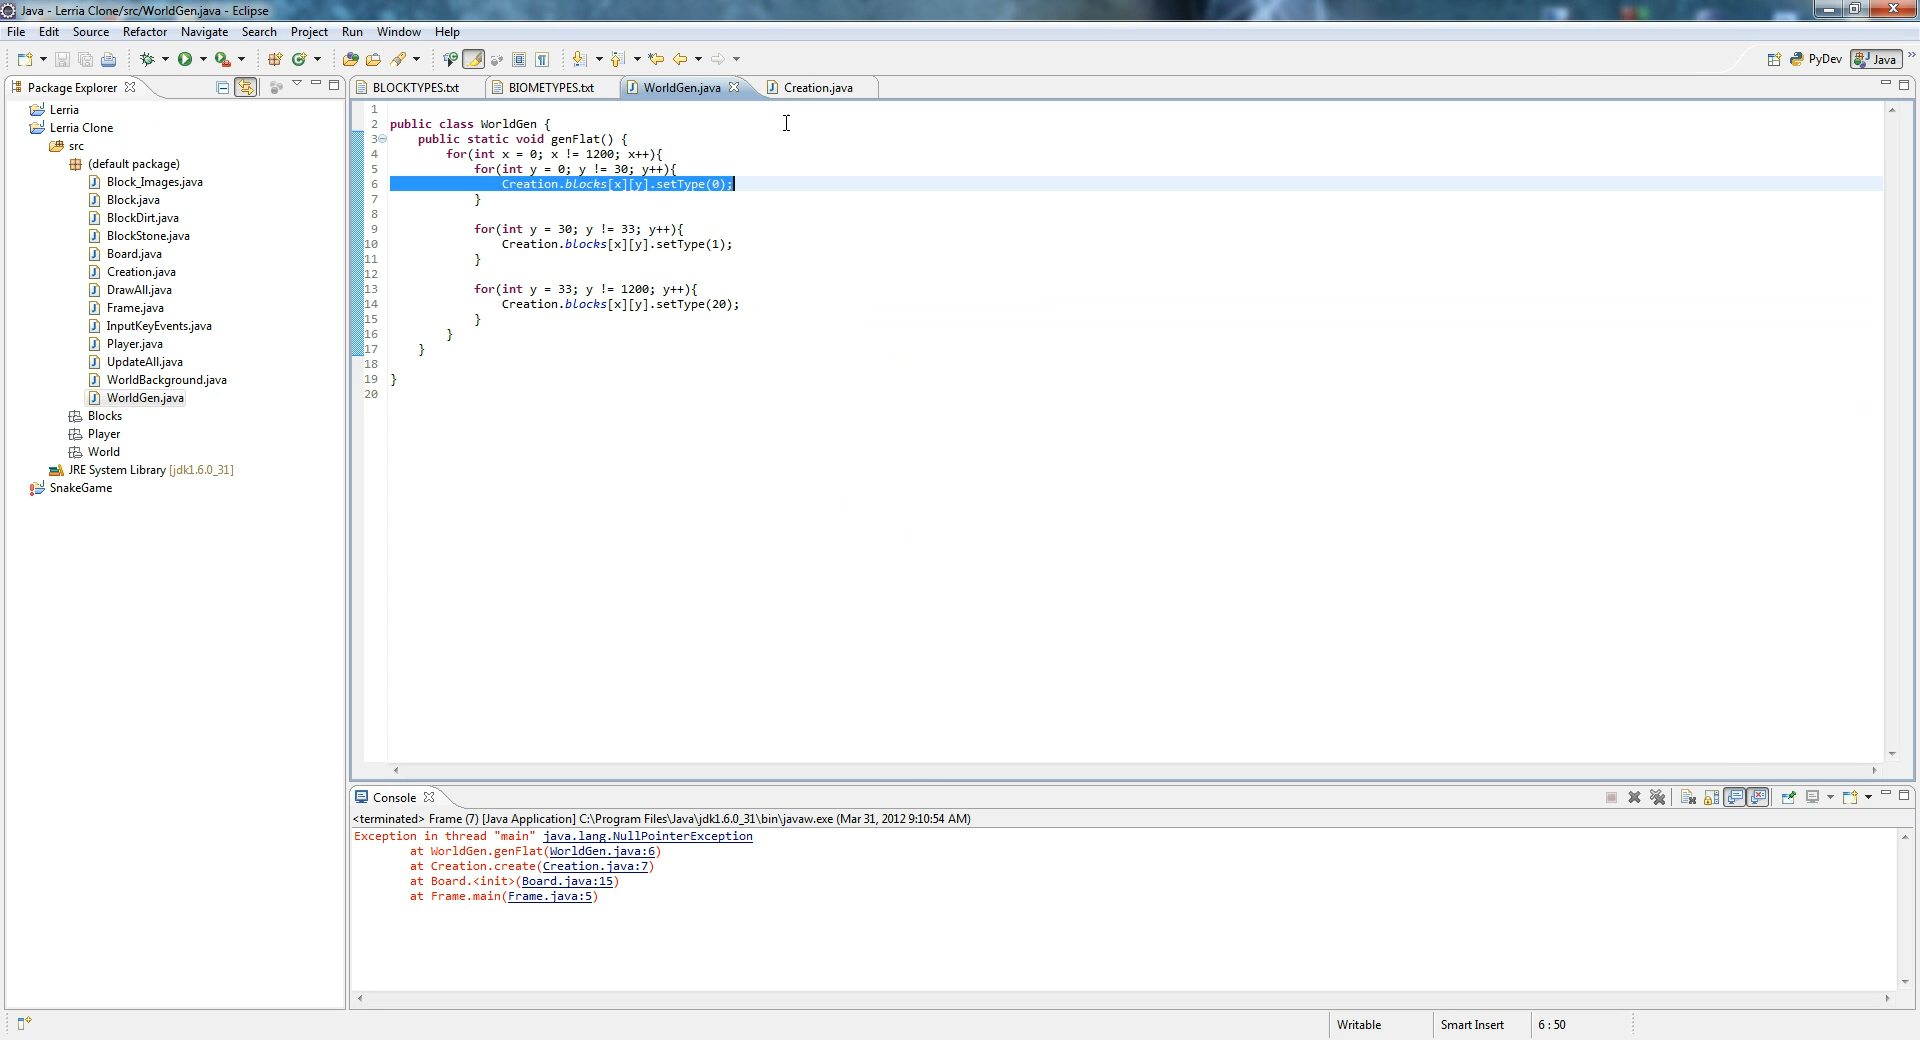 Java - Lerria Clone/src/WorldGen.java - Eclipse
File Edit Source Refactor Navigate Search Project Run Window Help
PyDev Java
Package Explorer
BLOCKTYPES.txt BIOMETYPES.txt WorldGen.java Creation.java
Lerria
Lerria Clone
src
(default package)
Block_Images.java
Block.java
BlockDirt.java
BlockStone.java
Board.java
Creation.java
DrawAll.java
Frame.java
InputKeyEvents.java
Player.java
UpdateAll.java
WorldBackground.java
WorldGen.java
Blocks
Player
World
JRE System Library [jdk1.6.0_31]
SnakeGame
1
2 public class WorldGen {
3 public static void genFlat() {
4 for(int x = 0; x != 1200; x++){
5 for(int y = 0; y != 30; y++){
6 Creation.blocks[x][y].setType(0);
7 }
8
9 for(int y = 30; y != 33; y++){
10 Creation.blocks[x][y].setType(1);
11 }
12
13 for(int y = 33; y != 1200; y++){
14 Creation.blocks[x][y].setType(20);
15 }
16 }
17 }
18
19 }
20
Console
<terminated> Frame (7) [Java Application] C:\Program Files\Java\jdk1.6.0_31\bin\javaw.exe (Mar 31, 2012 9:10:54 AM)
Exception in thread "main" java.lang.NullPointerException
at WorldGen.genFlat(WorldGen.java:6)
at Creation.create(Creation.java:7)
at Board.<init>(Board.java:15)
at Frame.main(Frame.java:5)
Writable Smart Insert 6 : 50